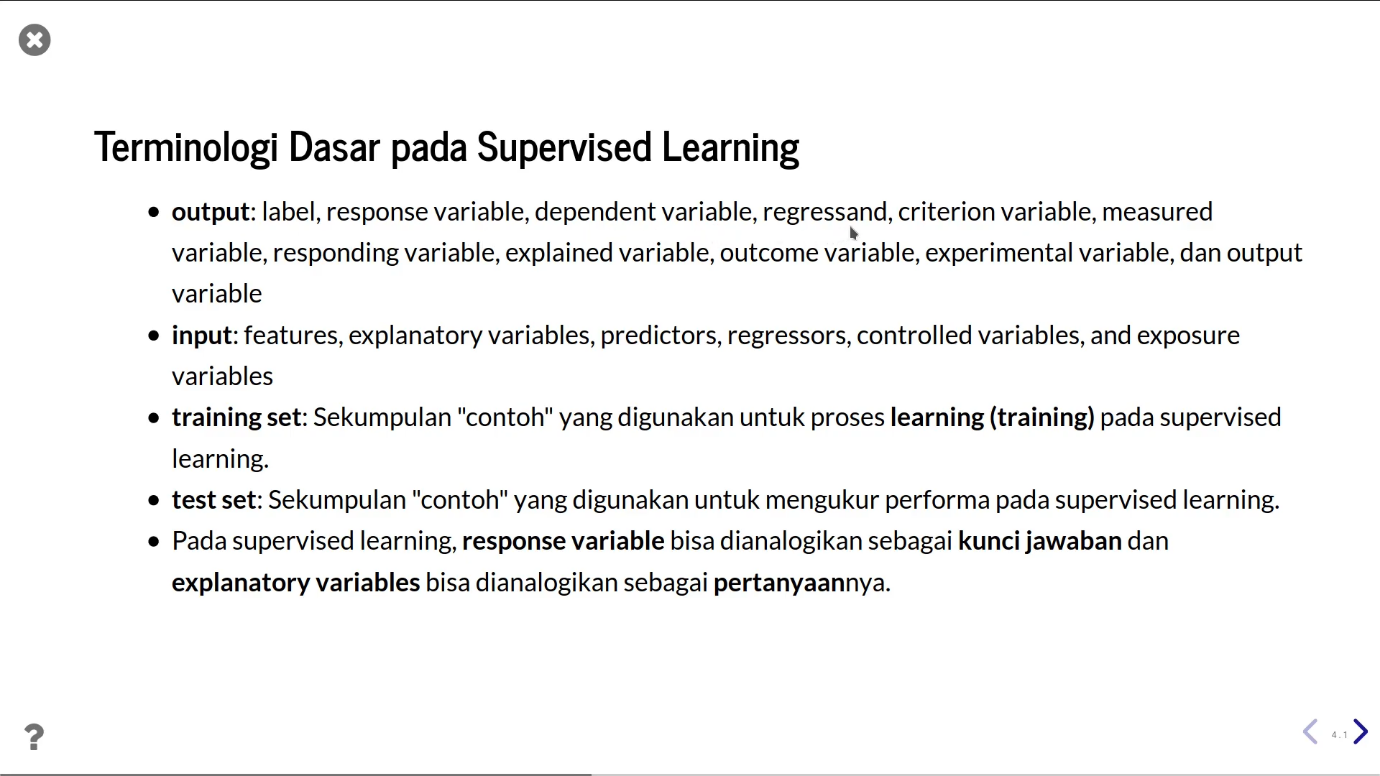 Terminologi Dasar pada Supervised Learning
output: label, response variable, dependent variable, regressand, criterion variable, measured
variable, responding variable, explained variable, outcome variable, experimental variable, dan output
variable
input: features, explanatory variables, predictors, regressors, controlled variables, and exposure
variables
training set: Sekumpulan "contoh" yang digunakan untuk proses learning (training) pada supervised
learning.
test set: Sekumpulan "contoh" yang digunakan untuk mengukur performa pada supervised learning.
Pada supervised learning, response variable bisa dianalogikan sebagai kunci jawaban dan
explanatory variables bisa dianalogikan sebagai pertanyaannya.
?
4.1